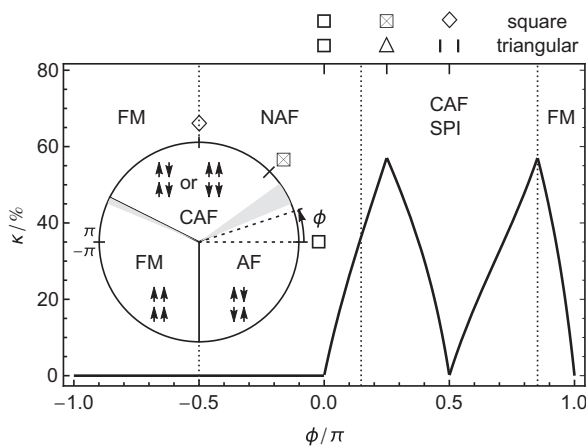 square
triangular
80
60
40
20
0
κ/%
FM
NAF
CAF
SPI
FM
or
CAF
ϕ
π
−π
FM
AF
−1.0
−0.5
0.0
0.5
1.0
ϕ/π